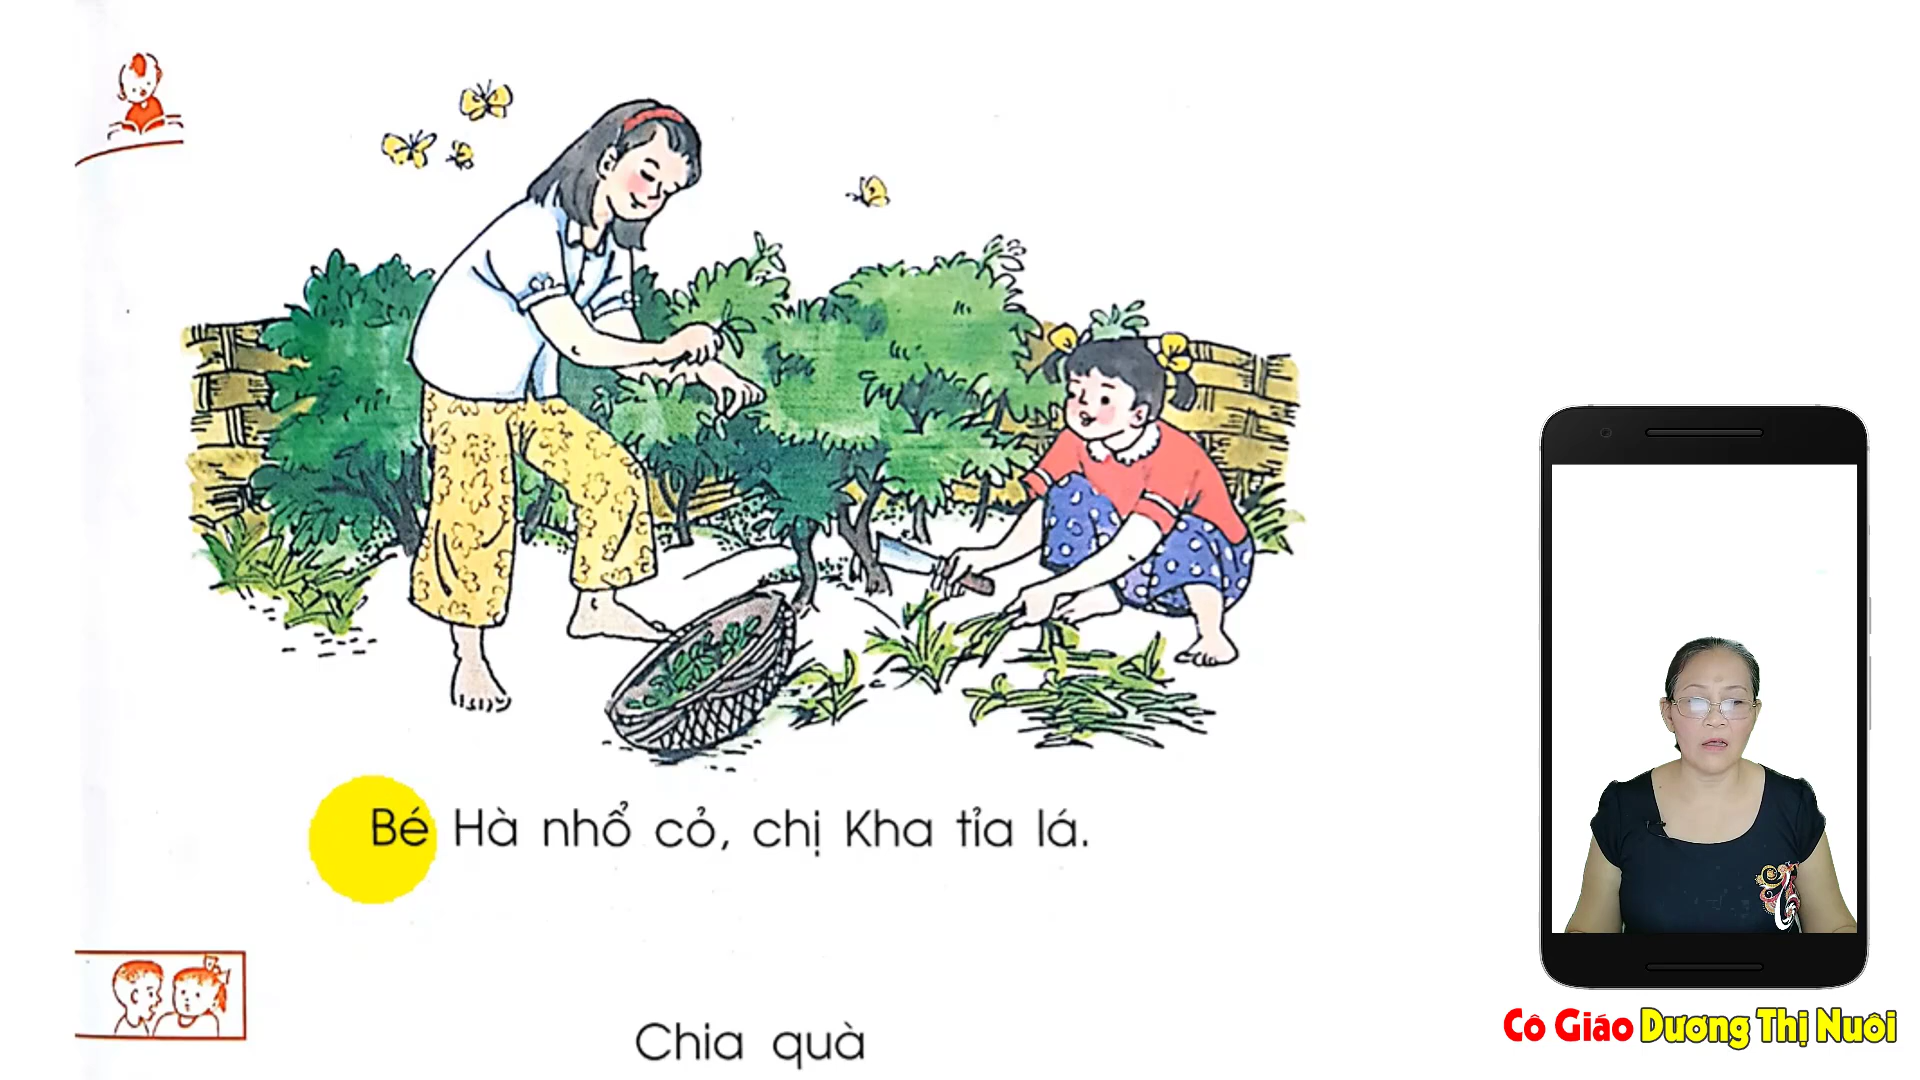 Bé Hà nhổ cỏ, chị Kha tỉa lá.
Chia quà
Cô Giáo Dương Thị Nuôi